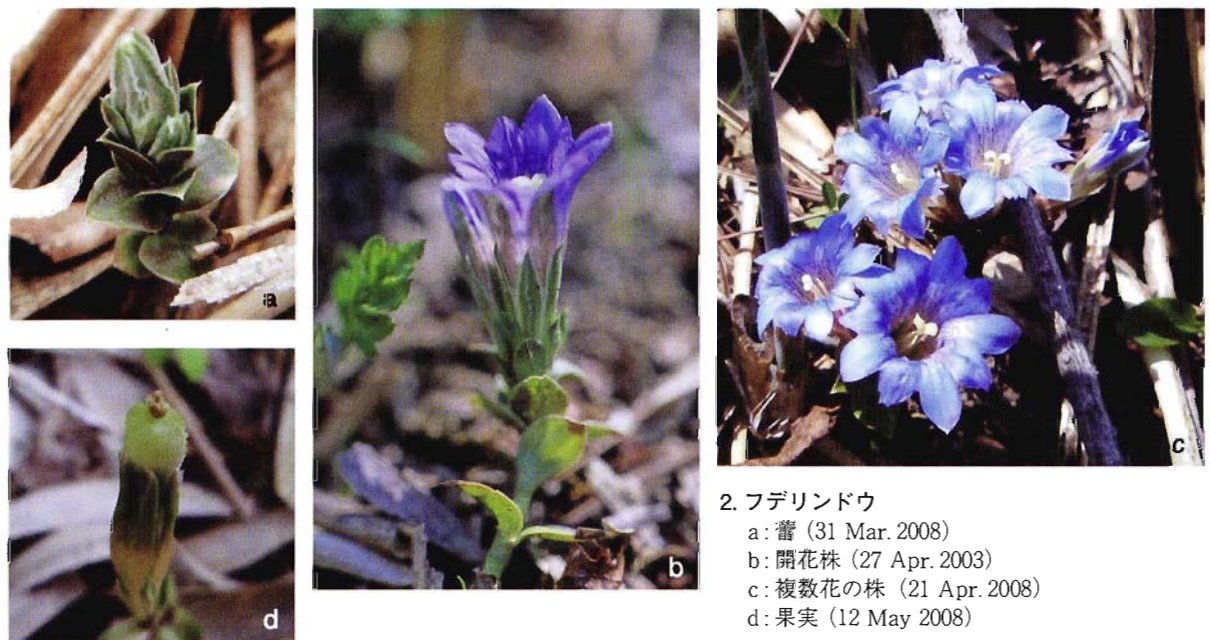 a
b
c
d
2. フデリンドウ
a : 蕾 (31 Mar. 2008)
b : 開花株 (27 Apr. 2003)
c : 複数花の株 (21 Apr. 2008)
d : 果実 (12 May 2008)